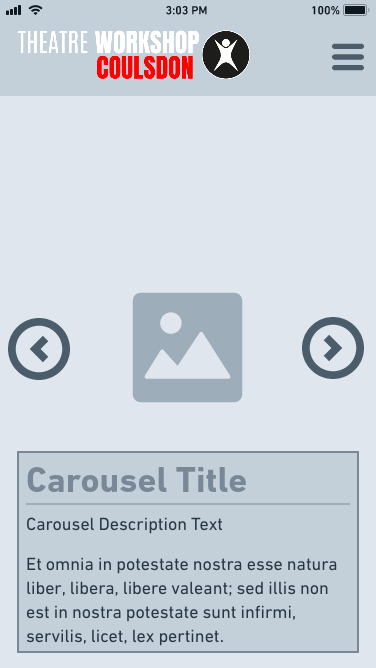 3:03 PM
100%
THEATRE WORKSHOP
COULSDON
Carousel Title
Carousel Description Text
Et omnia in potestate nostra esse natura
liber, libera, libere valeant; sed illis non
est in nostra potestate sunt infirmi,
servilis, licet, lex pertinet.